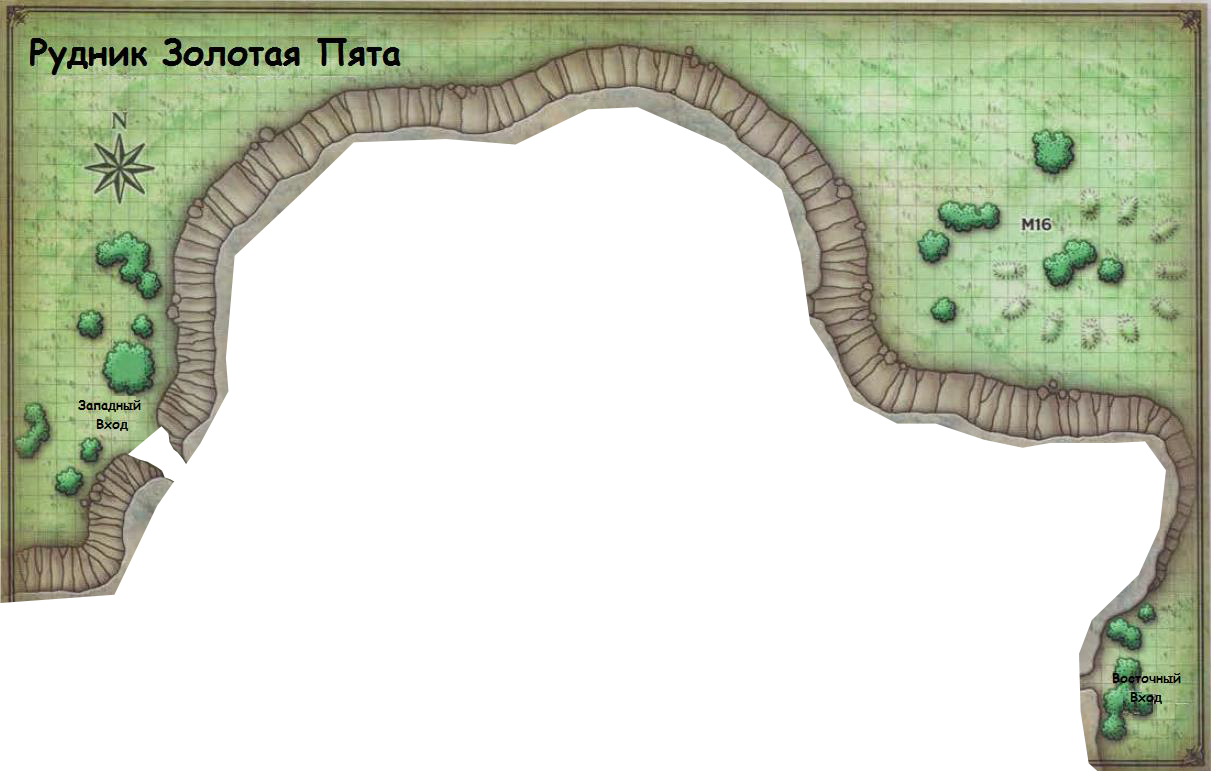 Рудник Золотая Пята
N
M16
Западный
Вход
Восточный
Вход